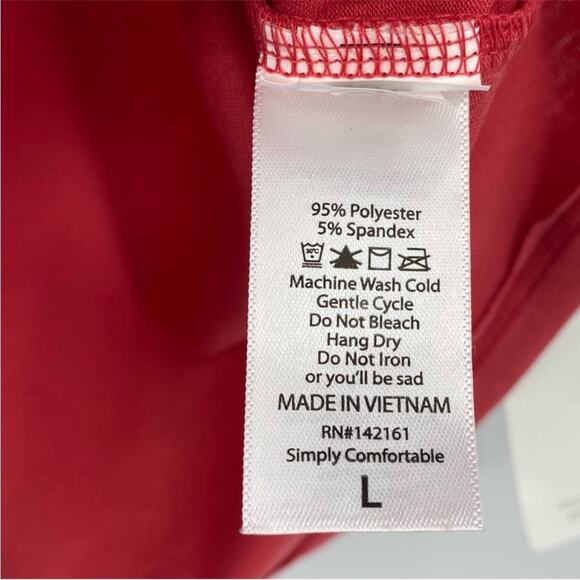 95% Polyester
5% Spandex
30°C
Machine Wash Cold
Gentle Cycle
Do Not Bleach
Hang Dry
Do Not Iron
or you'll be sad
MADE IN VIETNAM
RN#142161
Simply Comfortable
L